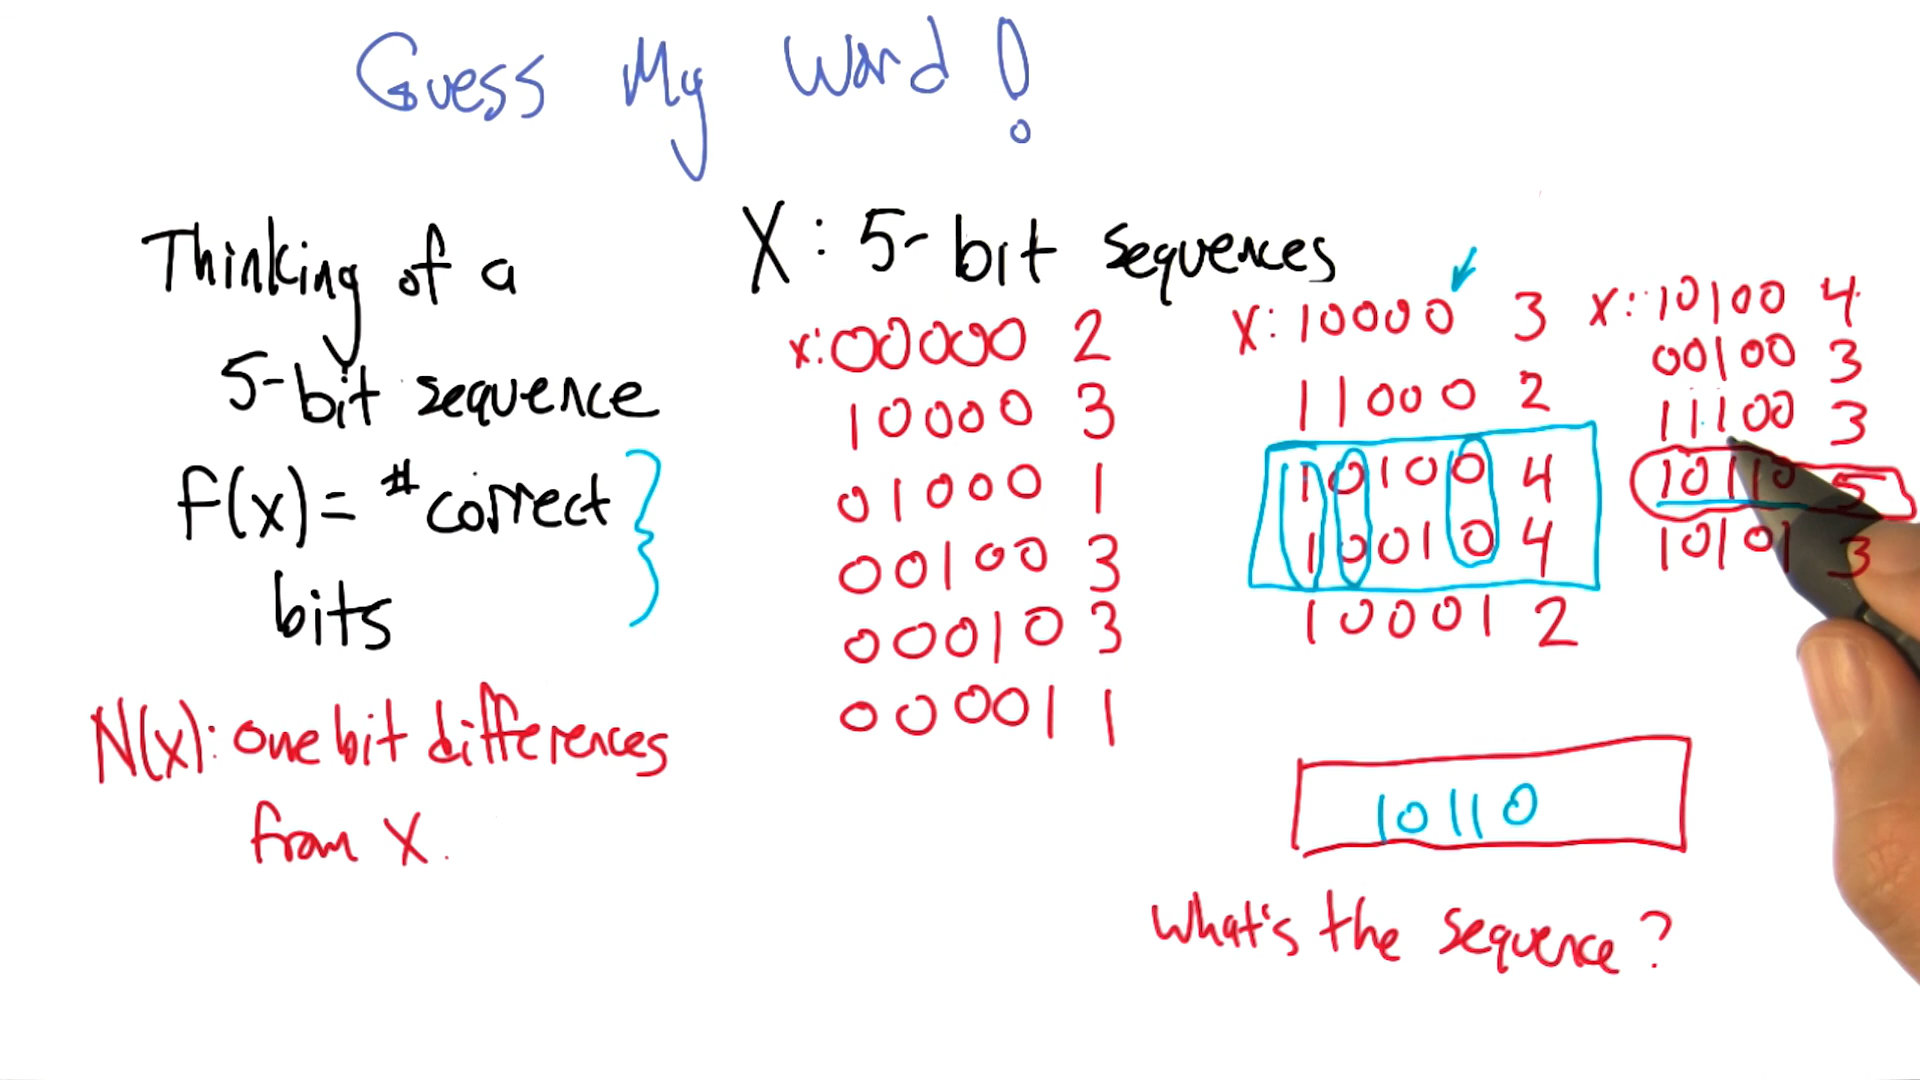 Guess My Word!
Thinking of a
5-bit sequence
f(x) = # correct
bits
N(x): one bit differences
from X.
X: 5-bit sequences
x: 00000 2
10000 3
01000 1
00100 3
00010 3
00001 1
X: 10000 3
11000 2
10100 4
10010 4
10001 2
X: 10100 4
00100 3
11100 3
10110 5
10101 3
10110
What's the sequence?